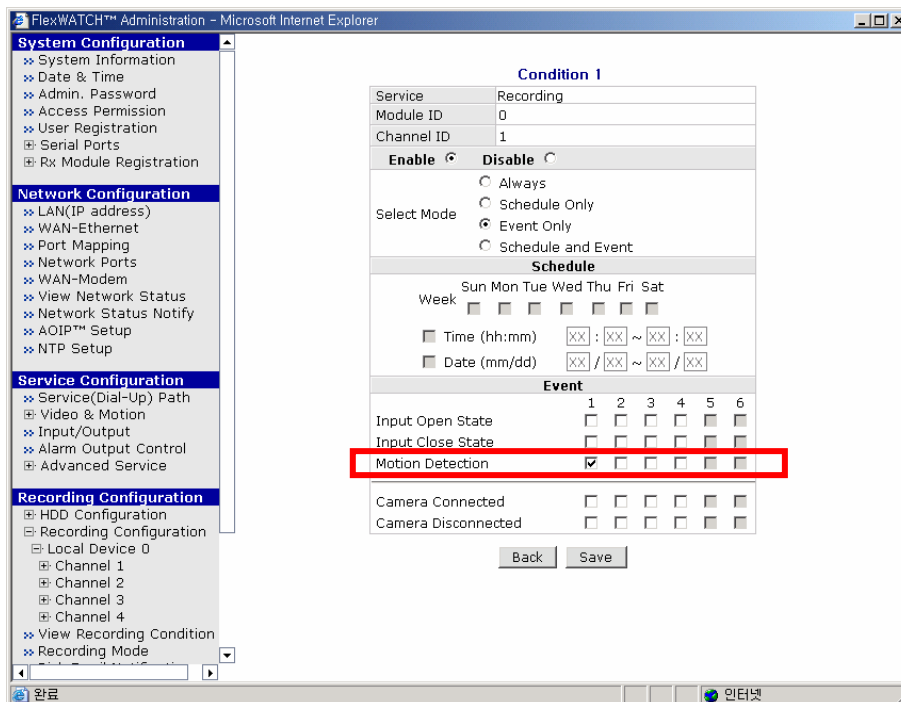 FlexWATCH™ Administration - Microsoft Internet Explorer
System Configuration
System Information
Date & Time
Admin. Password
Access Permission
User Registration
Serial Ports
Rx Module Registration
Network Configuration
LAN(IP address)
WAN-Ethernet
Port Mapping
Network Ports
WAN-Modem
View Network Status
Network Status Notify
AOIP™ Setup
NTP Setup
Service Configuration
Service(Dial-Up) Path
Video & Motion
Input/Output
Alarm Output Control
Advanced Service
Recording Configuration
HDD Configuration
Recording Configuration
Local Device 0
Channel 1
Channel 2
Channel 3
Channel 4
View Recording Condition
Recording Mode
Condition 1
Service Recording
Module ID 0
Channel ID 1
Enable Disable
Select Mode
Always
Schedule Only
Event Only
Schedule and Event
Schedule
Sun Mon Tue Wed Thu Fri Sat
Week
Time (hh:mm) XX : XX ~ XX : XX
Date (mm/dd) XX / XX ~ XX / XX
Event
1 2 3 4 5 6
Input Open State
Input Close State
Motion Detection
Camera Connected
Camera Disconnected
Back Save
완료 인터넷